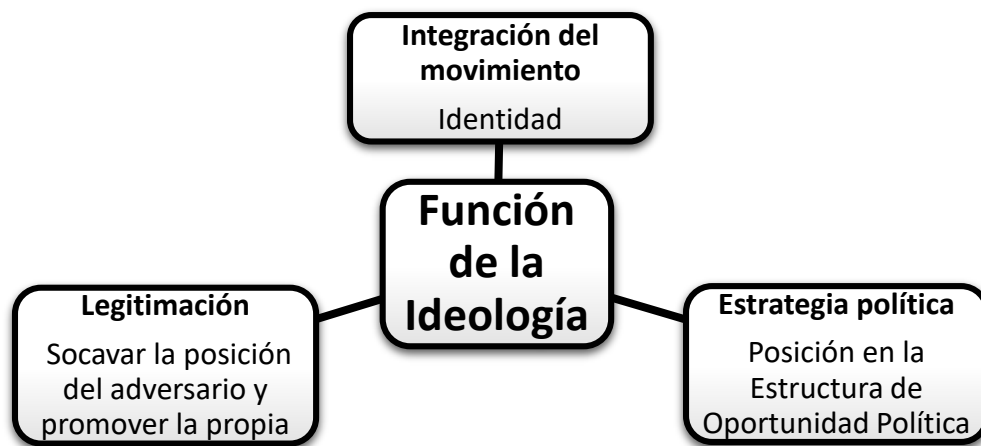 Integración del
movimiento
Identidad
Función
de la
Ideología
Legitimación
Socavar la posición
del adversario y
promover la propia
Estrategia política
Posición en la
Estructura de
Oportunidad Política